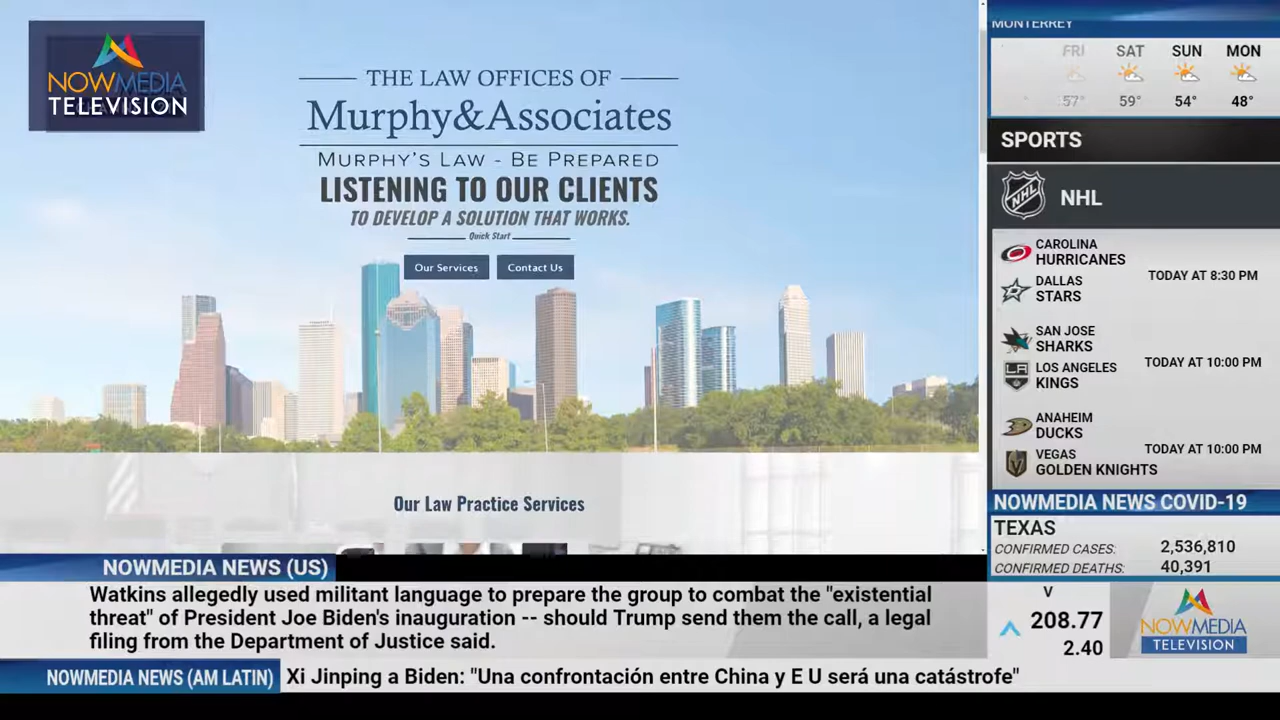 NOWMEDIA
TELEVISION
THE LAW OFFICES OF
Murphy&Associates
MURPHY'S LAW - BE PREPARED
LISTENING TO OUR CLIENTS
TO DEVELOP A SOLUTION THAT WORKS.
Quick Start
Our Services
Contact Us
Our Law Practice Services
MONTERREY
FRI SAT SUN MON
57° 59° 54° 48°
SPORTS
NHL
NHL
CAROLINA
HURRICANES
DALLAS
STARS
TODAY AT 8:30 PM
SAN JOSE
SHARKS
LA
LOS ANGELES
KINGS
TODAY AT 10:00 PM
ANAHEIM
DUCKS
VEGAS
GOLDEN KNIGHTS
TODAY AT 10:00 PM
NOWMEDIA NEWS COVID-19
TEXAS
CONFIRMED CASES: 2,536,810
CONFIRMED DEATHS: 40,391
V
208.77
2.40
NOWMEDIA
TELEVISION
NOWMEDIA NEWS (US)
Watkins allegedly used militant language to prepare the group to combat the "existential
threat" of President Joe Biden's inauguration -- should Trump send them the call, a legal
filing from the Department of Justice said.
NOWMEDIA NEWS (AM LATIN)
Xi Jinping a Biden: "Una confrontación entre China y E U será una catástrofe"